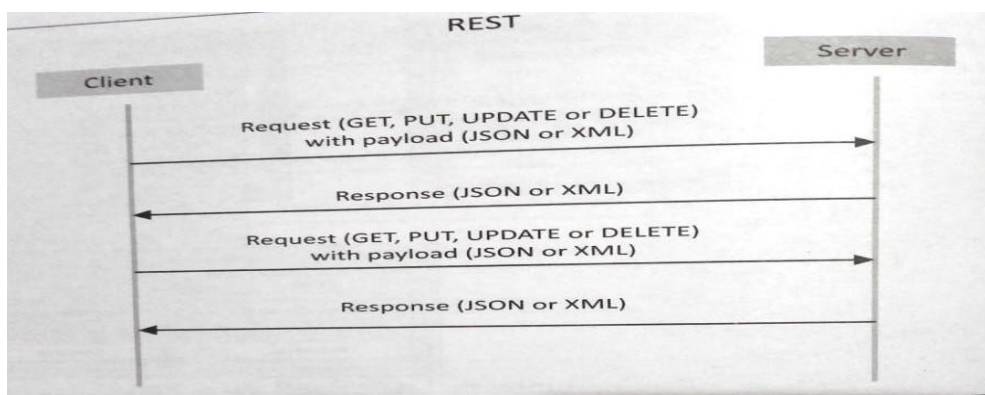 REST
Client
Server
Request (GET, PUT, UPDATE or DELETE)
with payload (JSON or XML)
Response (JSON or XML)
Request (GET, PUT, UPDATE or DELETE)
with payload (JSON or XML)
Response (JSON or XML)